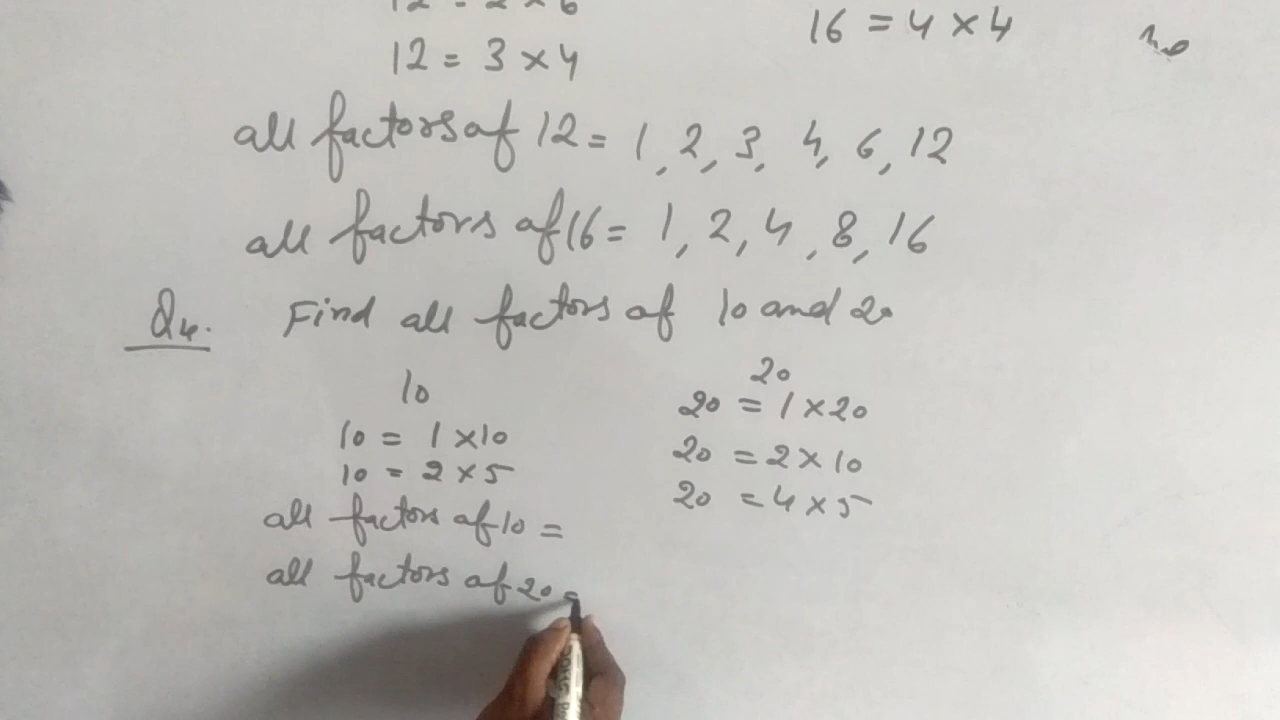 12 = 2 × 6
12 = 3 × 4
16 = 4 × 4
all factors of 12 = 1, 2, 3, 4, 6, 12
all factors of 16 = 1, 2, 4, 8, 16
Q4. Find all factors of 10 and 20
10
10 = 1 × 10
10 = 2 × 5
20
20 = 1 × 20
20 = 2 × 10
20 = 4 × 5
all factors of 10 =
all factors of 20 =